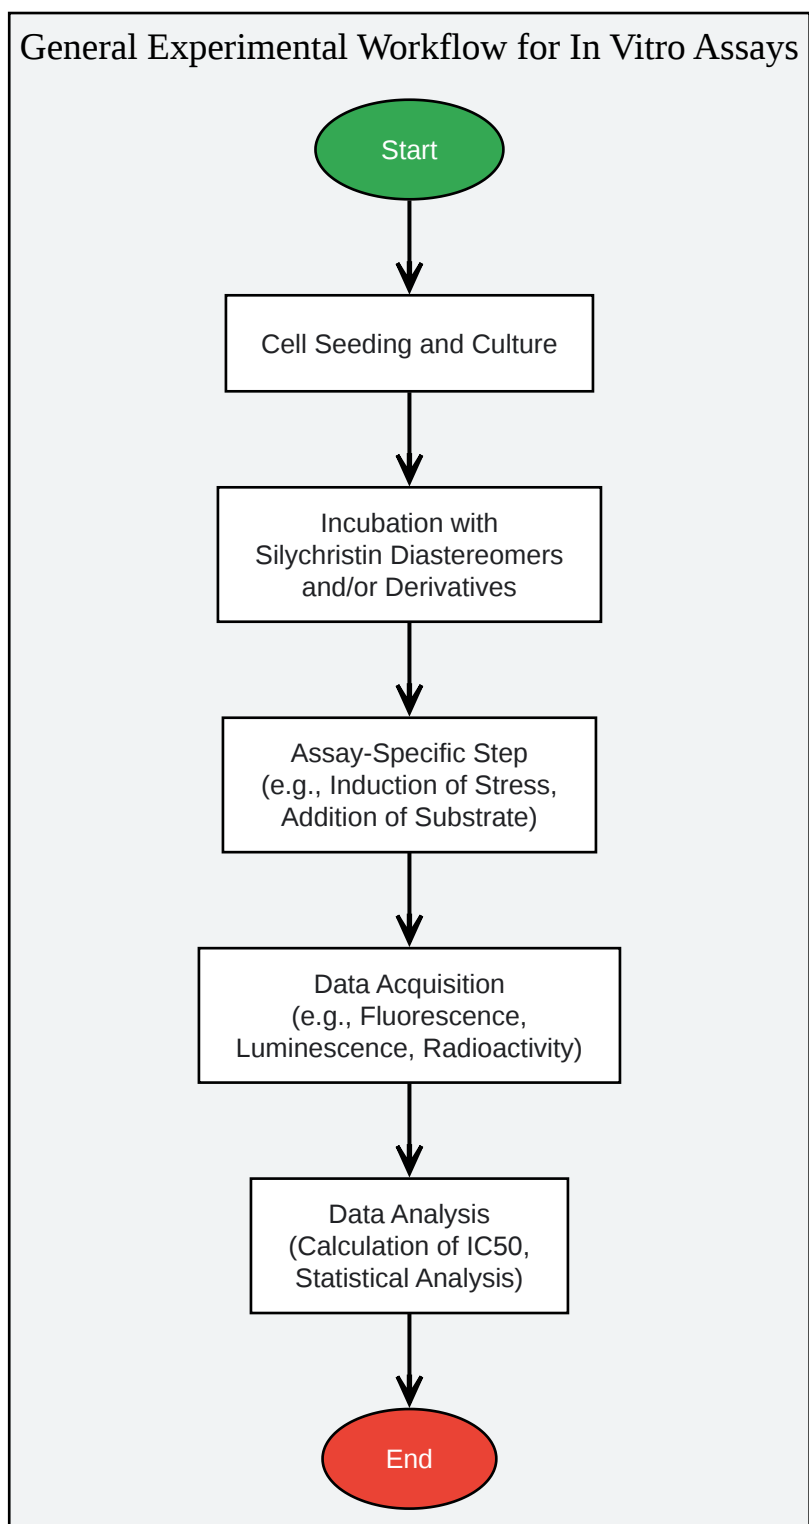 General Experimental Workflow for In Vitro Assays
Start
Cell Seeding and Culture
Incubation with
Silychristin Diastereomers
and/or Derivatives
Assay-Specific Step
(e.g., Induction of Stress,
Addition of Substrate)
Data Acquisition
(e.g., Fluorescence,
Luminescence, Radioactivity)
Data Analysis
(Calculation of IC50,
Statistical Analysis)
End